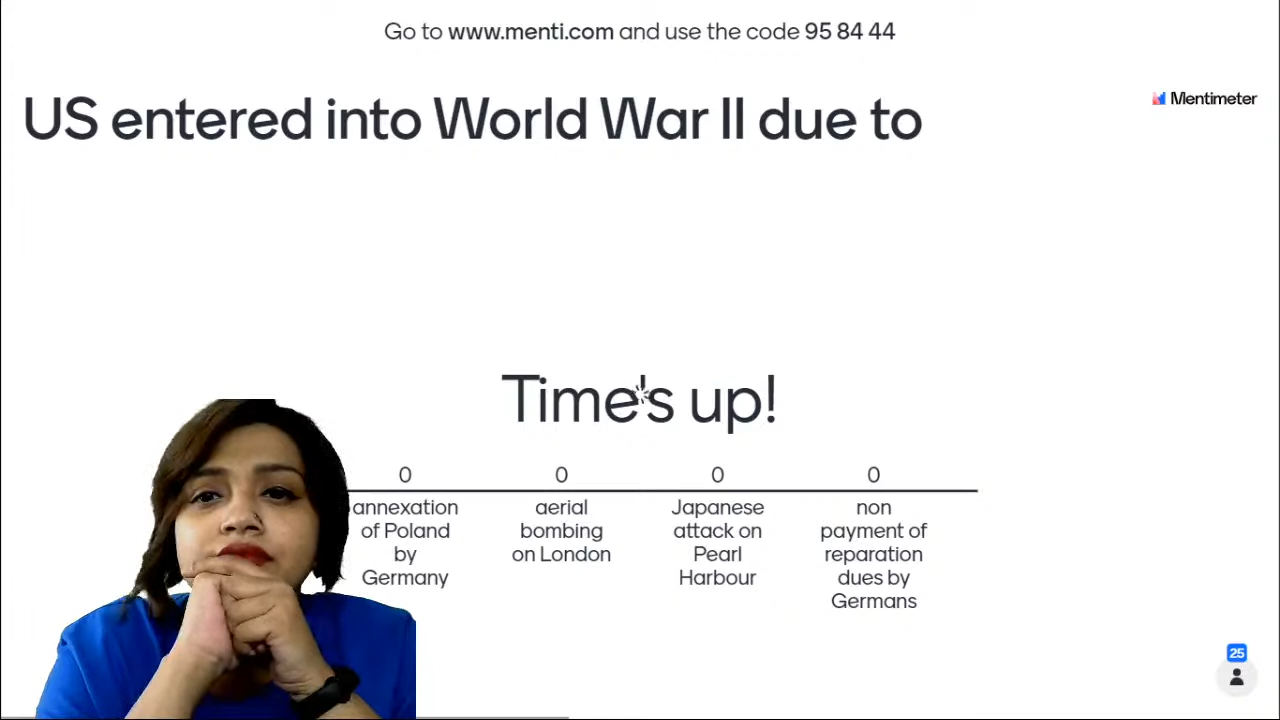 Go to www.menti.com and use the code 95 84 44
Mentimeter
US entered into World War II due to
Time's up!
0 0 0 0
annexation of Poland by Germany
aerial bombing on London
Japanese attack on Pearl Harbour
non payment of reparation dues by Germans
25